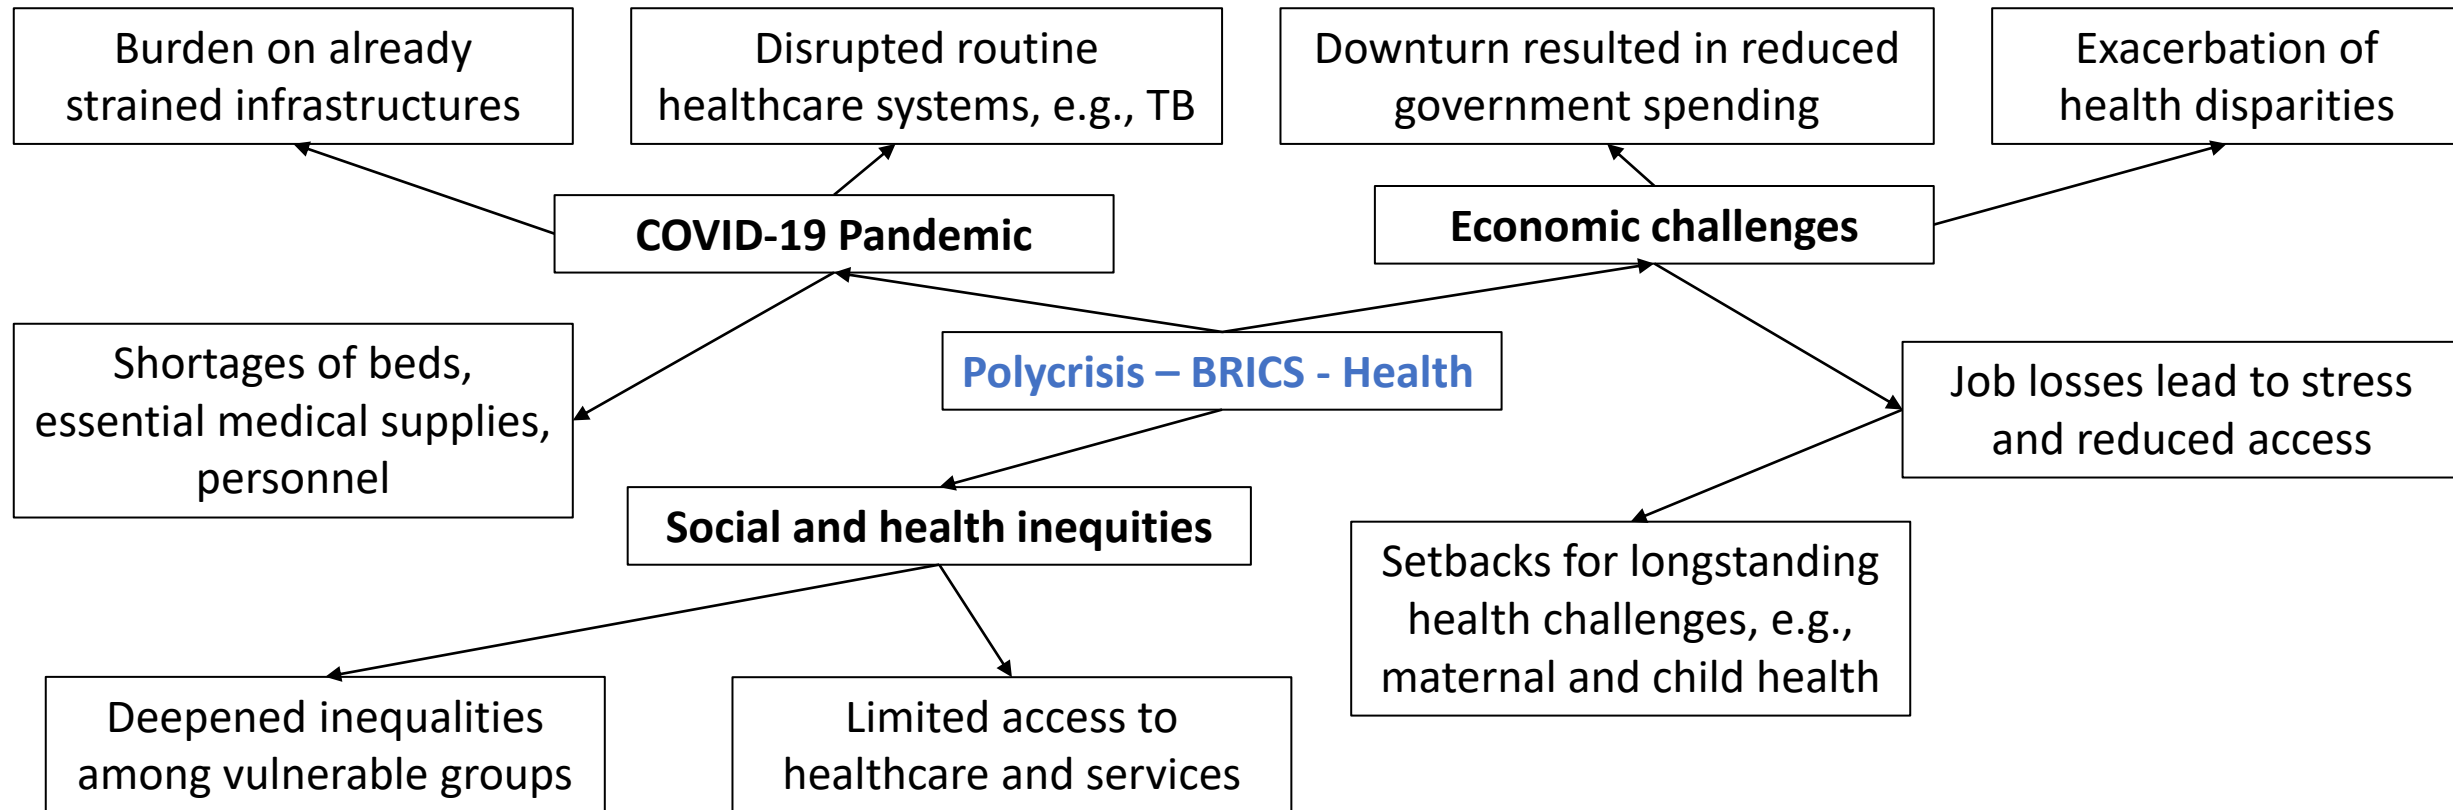 Burden on already
strained infrastructures
Disrupted routine
healthcare systems, e.g., TB
Downturn resulted in reduced
government spending
Exacerbation of
health disparities
COVID-19 Pandemic
Economic challenges
Shortages of beds,
essential medical supplies,
personnel
Polycrisis – BRICS - Health
Job losses lead to stress
and reduced access
Social and health inequities
Setbacks for longstanding
health challenges, e.g.,
maternal and child health
Deepened inequalities
among vulnerable groups
Limited access to
healthcare and services